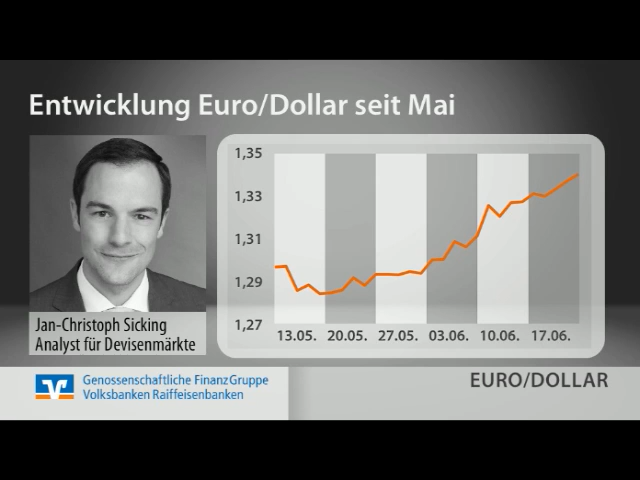 Entwicklung Euro/Dollar seit Mai
1,35
1,33
1,31
1,29
1,27
13.05. 20.05. 27.05. 03.06. 10.06. 17.06.
Jan-Christoph Sicking
Analyst für Devisenmärkte
Genossenschaftliche FinanzGruppe
Volksbanken Raiffeisenbanken
EURO/DOLLAR